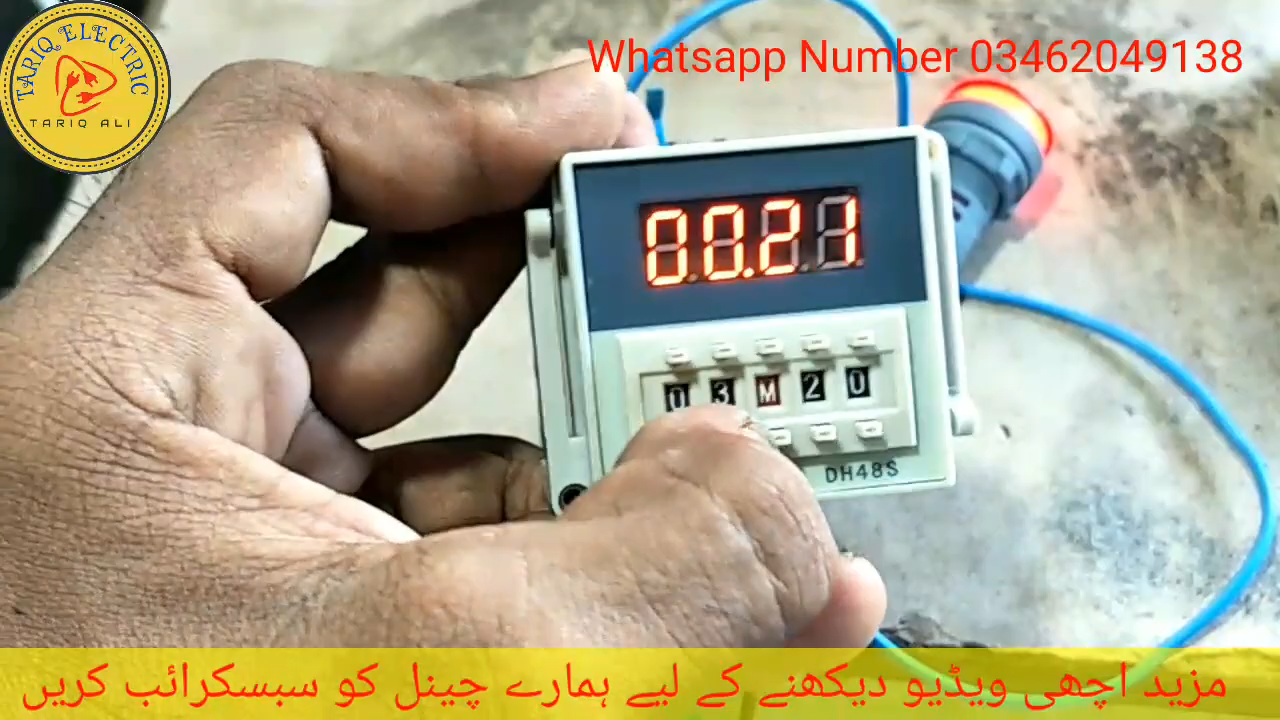 TARIQ ELECTRIC
TARIQ ALI
Whatsapp Number 03462049138
00.21
0 3 M 2 0
DH48S
مزید اچھی ویڈیو دیکھنے کے لیے ہمارے چینل کو سبسکرائب کریں